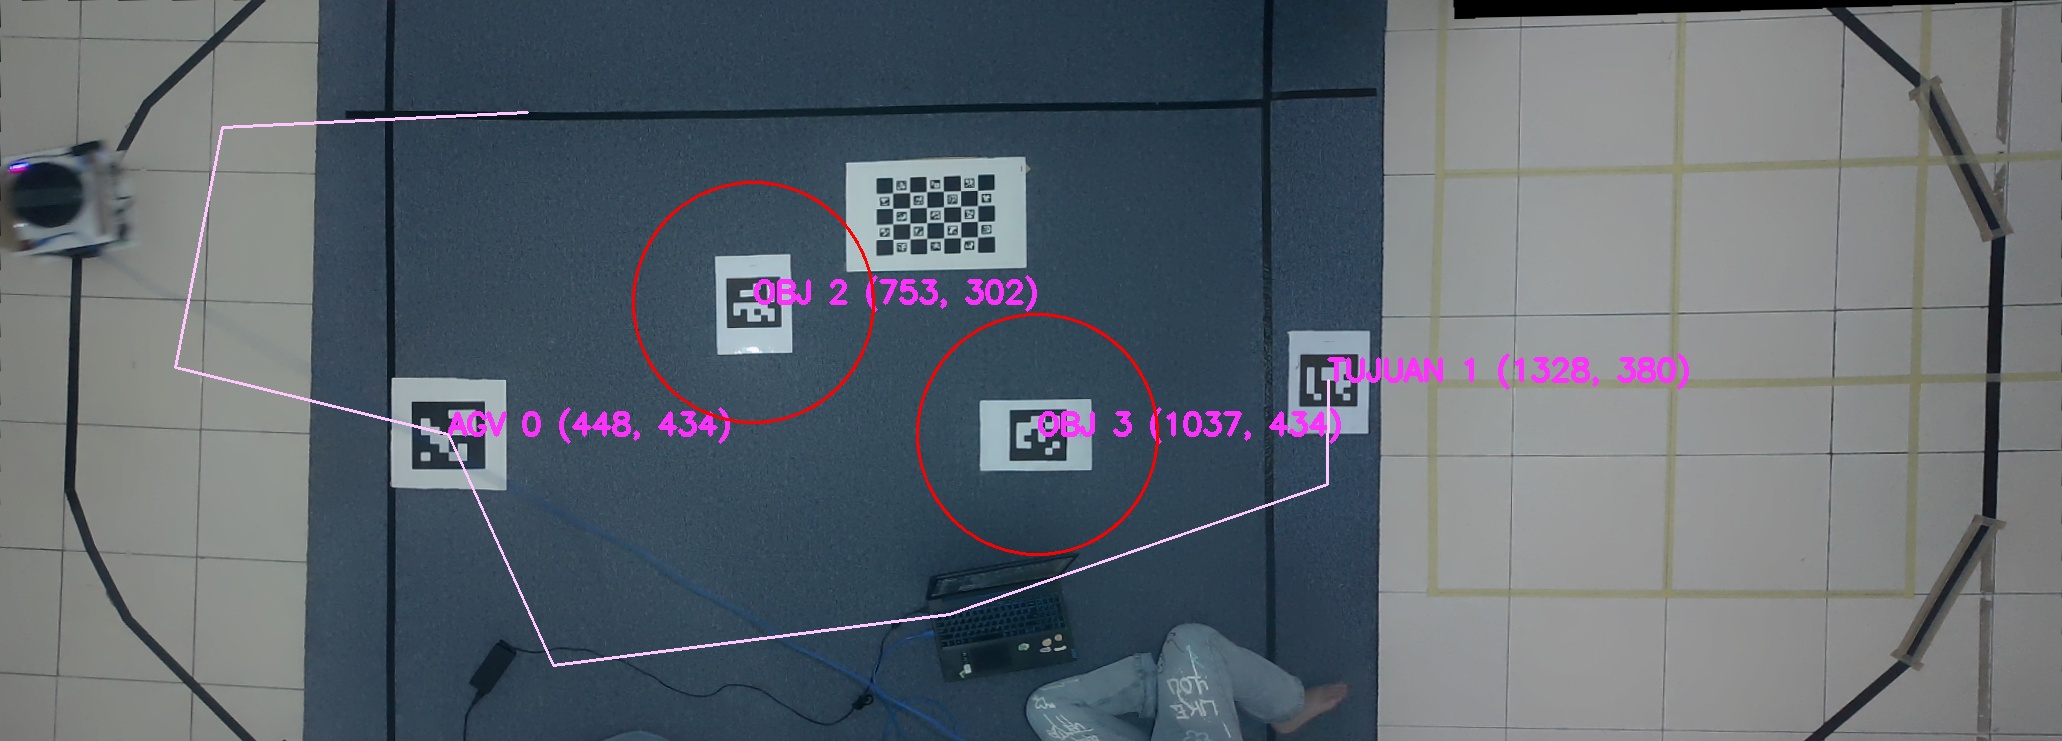 OBJ 2 (753, 302)
TUJUAN 1 (1328, 380)
AGV 0 (448, 434)
OBJ 3 (1037, 434)